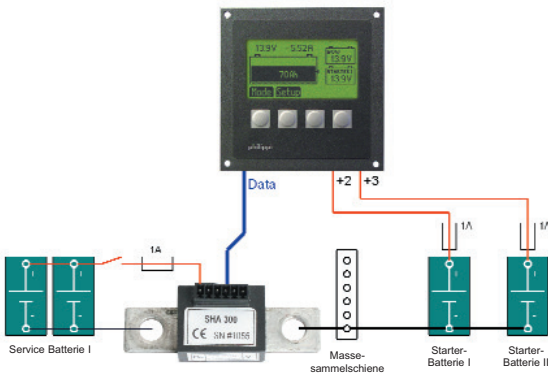 13.9V -5.52A
13.9V
70Ah
13.9V
Mode Setup
philippi
Data
+2
+3
1A
1A
1A
SHA 300
CE SN #1056
Service Batterie I
Masse-
sammelschiene
Starter-
Batterie I
Starter-
Batterie II